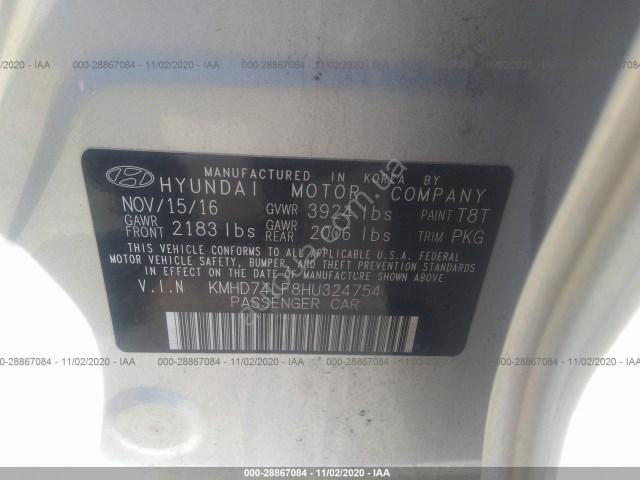 000-28867084 - 11/02/2020 - IAA
MANUFACTURED IN KOREA BY
HYUNDAI MOTOR COMPANY
NOV/15/16 GVWR 3921 lbs PAINT T8T
GAWR FRONT 2183 lbs GAWR REAR 2006 lbs TRIM PKG
THIS VEHICLE CONFORMS TO ALL APPLICABLE U.S.A. FEDERAL
MOTOR VEHICLE SAFETY, BUMPER, AND THEFT PREVENTION
STANDARDS IN EFFECT ON THE DATE OF MANUFACTURE SHOWN ABOVE
V.I.N KMHD74LF8HU324754
PASSENGER CAR
000-28867084 - 11/02/2020 - IAA
000-28867084 - 11/02/2020 - IAA